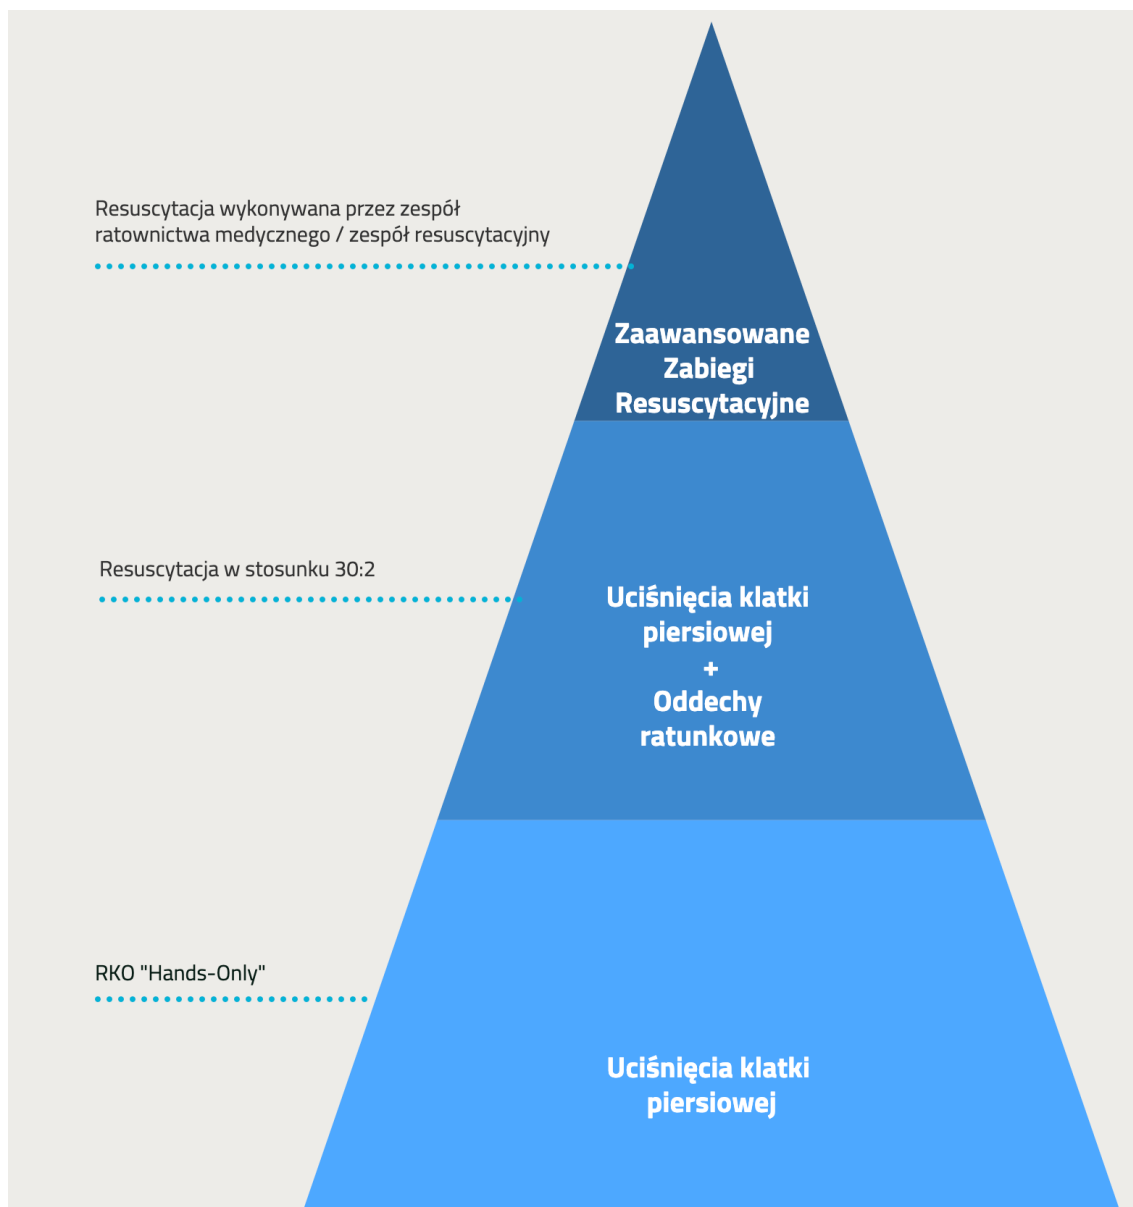 Resuscytacja wykonywana przez zespół
ratownictwa medycznego / zespół resuscytacyjny
Zaawansowane
Zabiegi
Resuscytacyjne
Resuscytacja w stosunku 30:2
Uciśnięcia klatki
piersiowej
+
Oddechy
ratunkowe
RKO "Hands-Only"
Uciśnięcia klatki
piersiowej